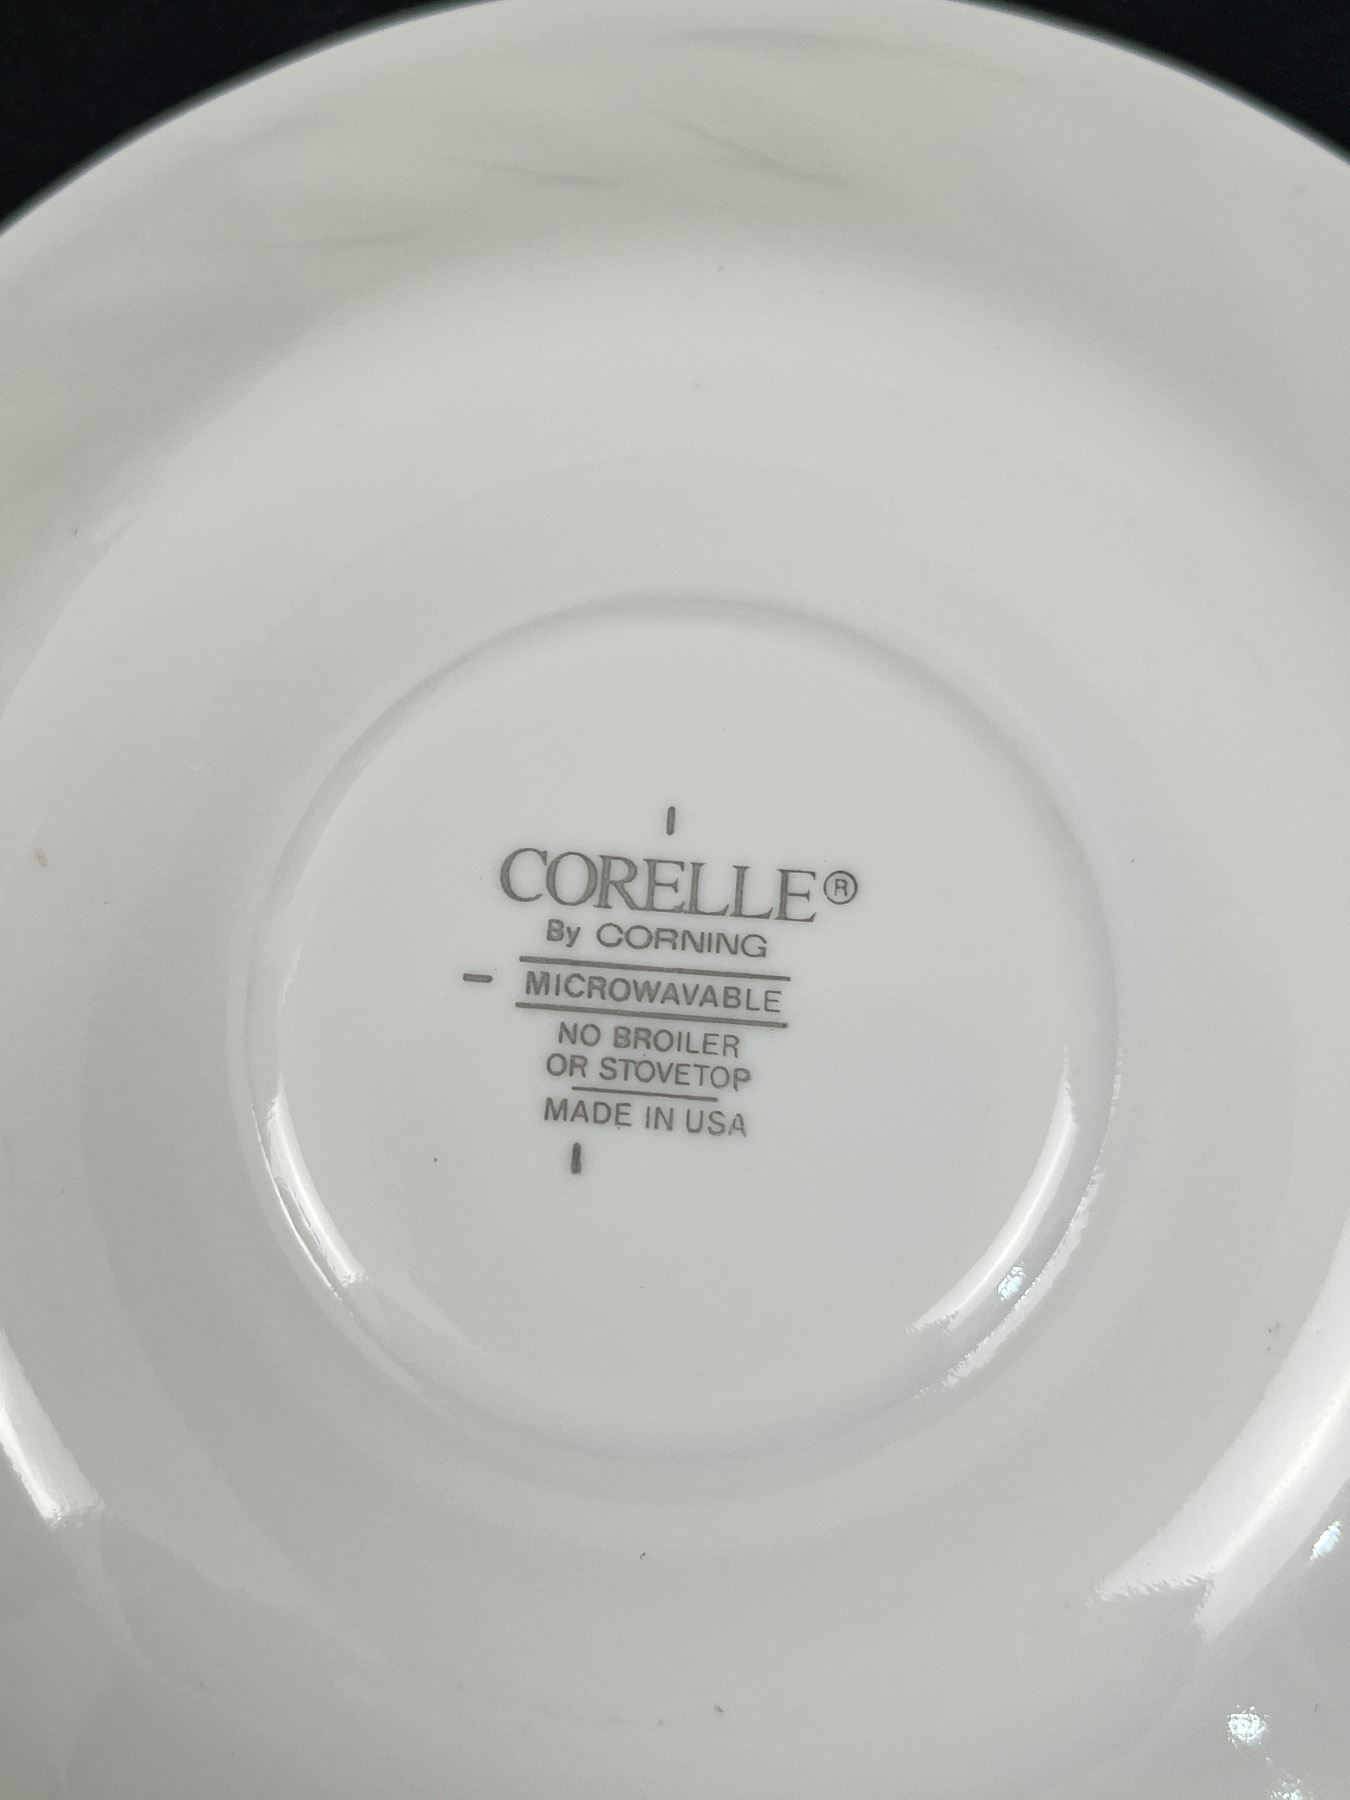 CORELLE®
By CORNING
MICROWAVABLE
NO BROILER
OR STOVETOP
MADE IN USA